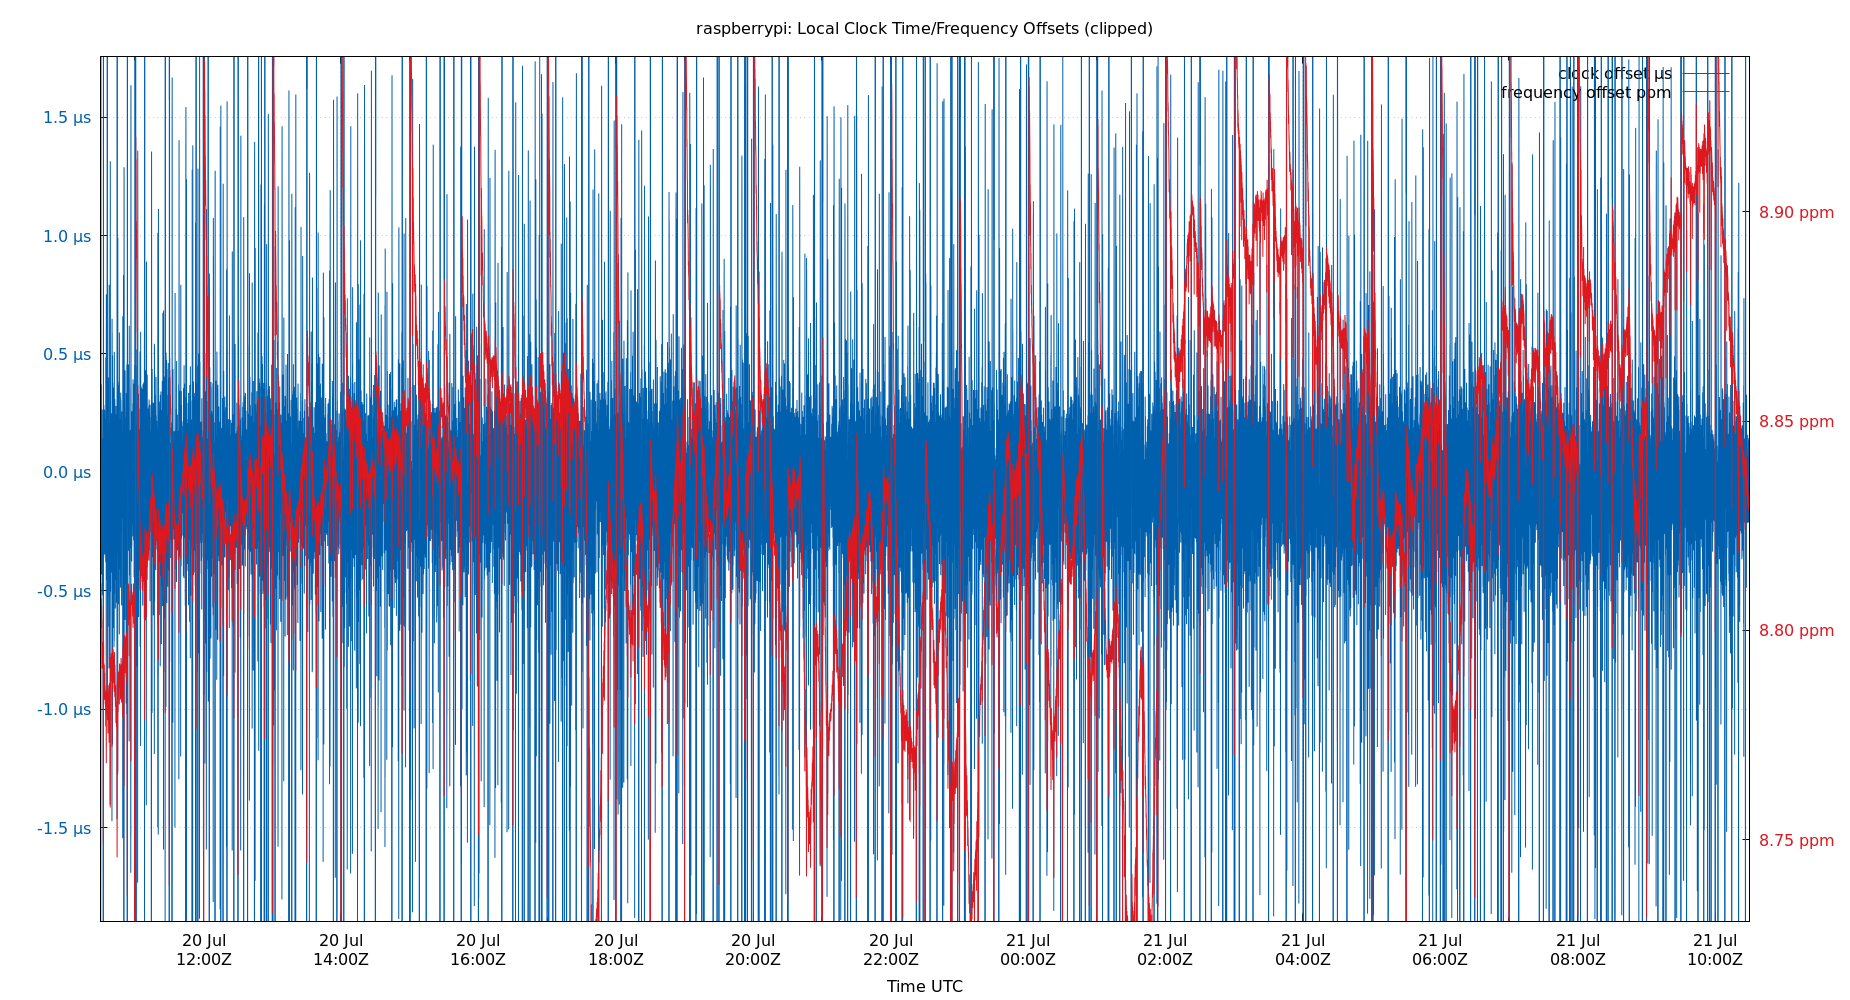 raspberrypi: Local Clock Time/Frequency Offsets (clipped)
clock offset µs
frequency offset ppm
1.5 µs
1.0 µs
0.5 µs
0.0 µs
-0.5 µs
-1.0 µs
-1.5 µs
8.90 ppm
8.85 ppm
8.80 ppm
8.75 ppm
20 Jul 20 Jul 20 Jul 20 Jul 20 Jul 20 Jul 21 Jul 21 Jul 21 Jul 21 Jul 21 Jul 21 Jul
12:00Z 14:00Z 16:00Z 18:00Z 20:00Z 22:00Z 00:00Z 02:00Z 04:00Z 06:00Z 08:00Z 10:00Z
Time UTC